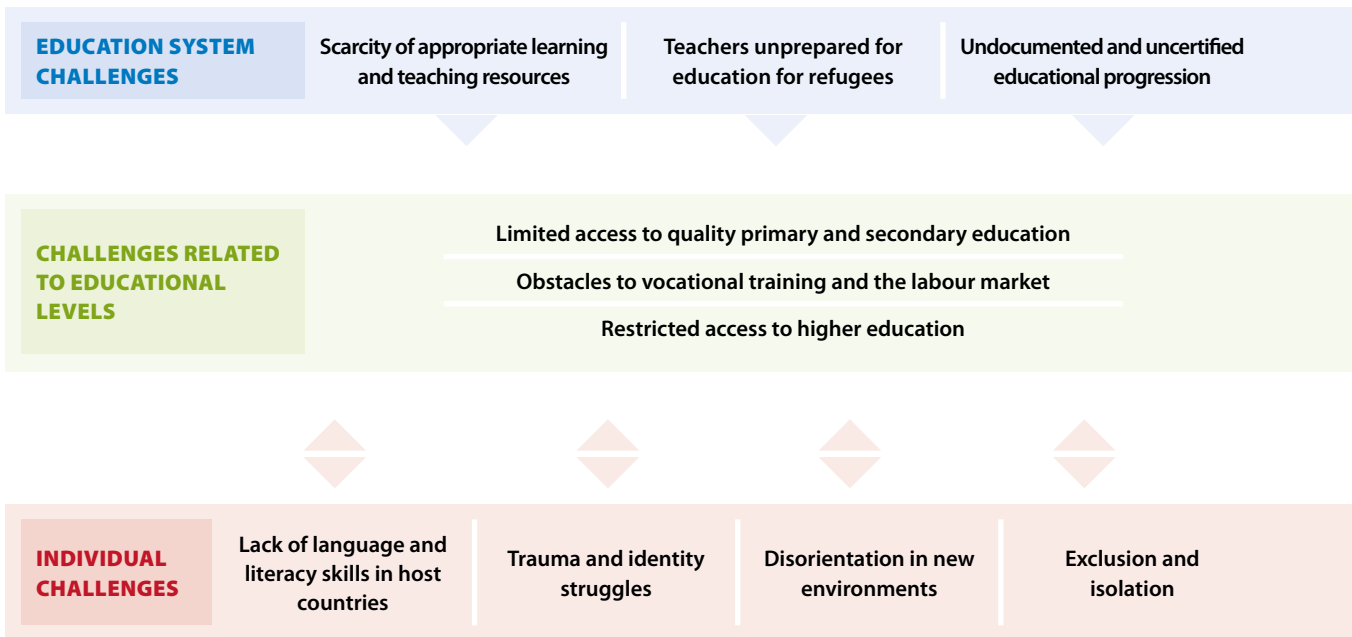 EDUCATION SYSTEM
CHALLENGES
Scarcity of appropriate learning
and teaching resources
Teachers unprepared for
education for refugees
Undocumented and uncertified
educational progression
CHALLENGES RELATED
TO EDUCATIONAL
LEVELS
Limited access to quality primary and secondary education
Obstacles to vocational training and the labour market
Restricted access to higher education
INDIVIDUAL
CHALLENGES
Lack of language and
literacy skills in host
countries
Trauma and identity
struggles
Disorientation in new
environments
Exclusion and
isolation